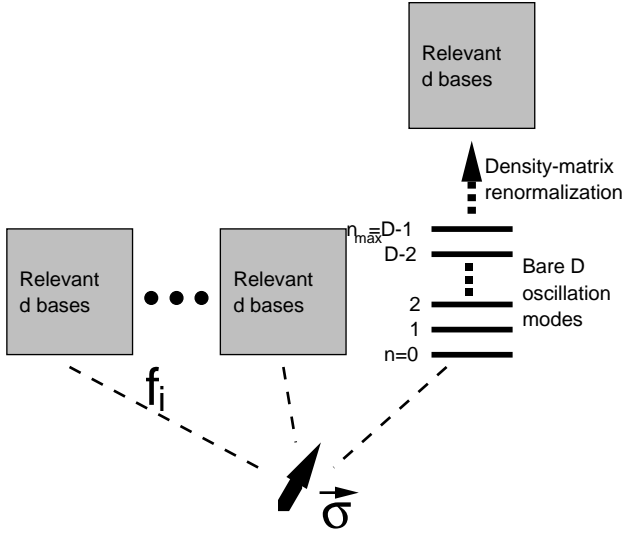 Relevant
d bases
Density-matrix
renormalization
n_max=D-1
D-2
Bare D
oscillation
modes
2
1
n=0
Relevant
d bases
Relevant
d bases
f_i
σ